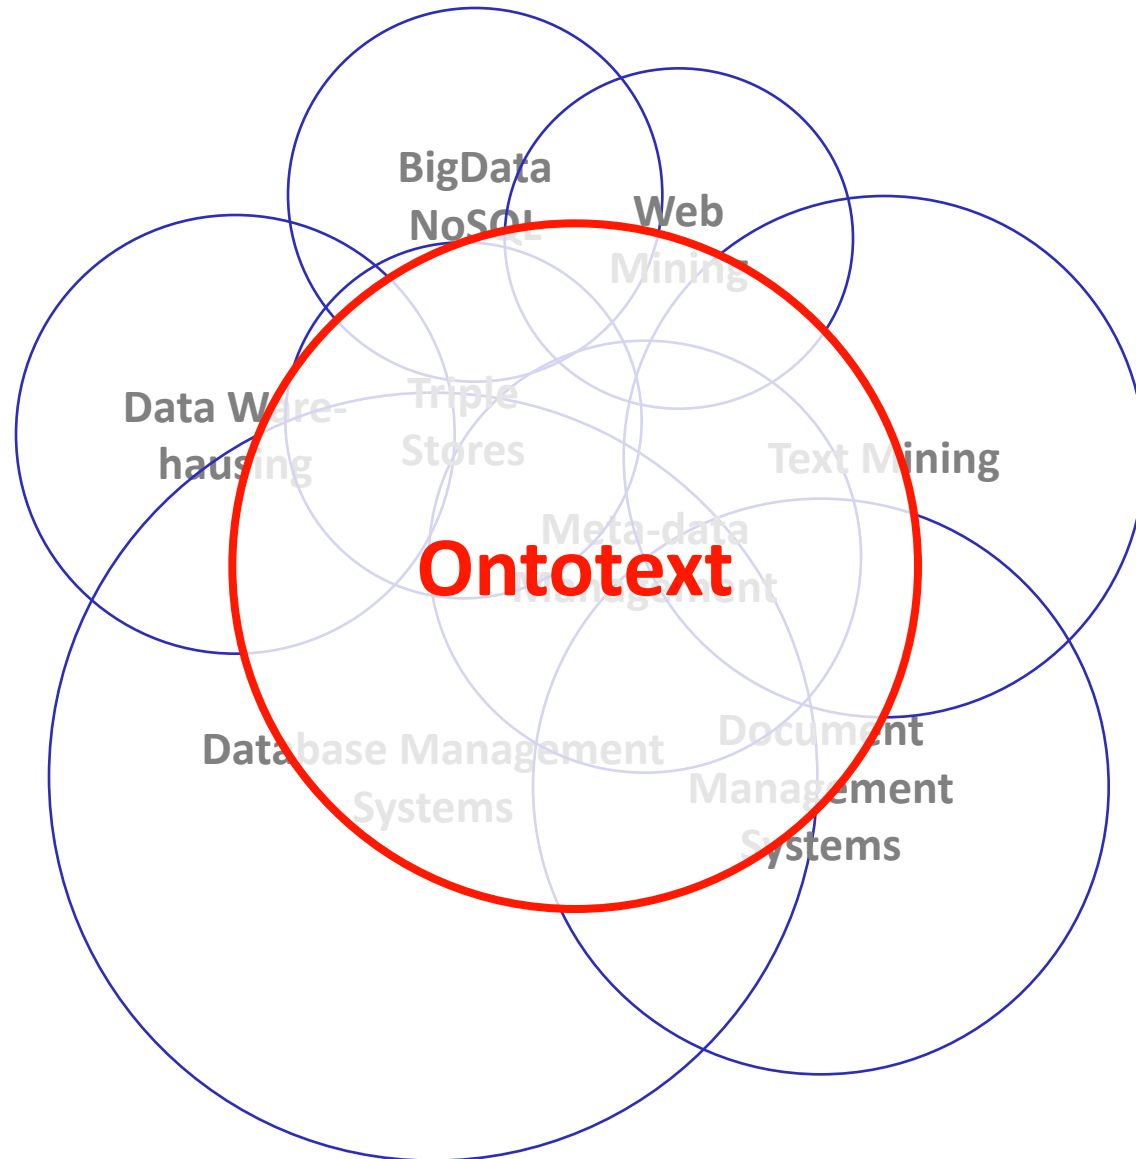 BigData
NoSQL
Web
Mining
Data Ware-
hausing
Triple
Stores
Text Mining
Meta-data
Management
Ontotext
Database Management
Systems
Document
Management
Systems